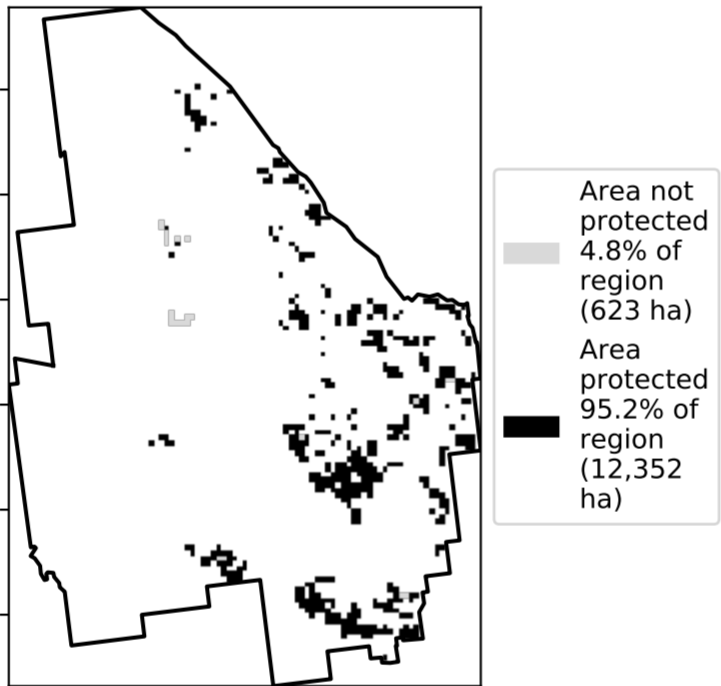 Area not
protected
4.8% of
region
(623 ha)
Area
protected
95.2% of
region
(12,352
ha)